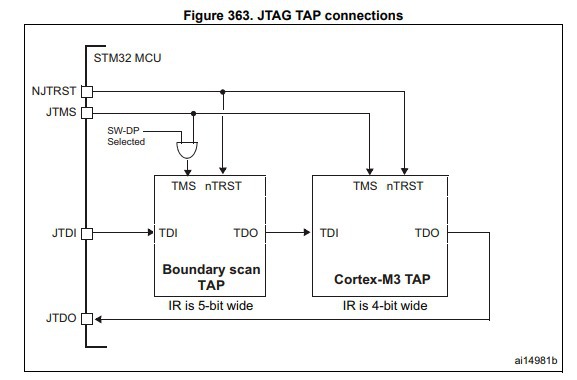 Figure 363. JTAG TAP connections
STM32 MCU
NJTRST
JTMS
SW-DP
Selected
TMS nTRST
TMS nTRST
JTDI
TDI
TDO
TDI
TDO
Boundary scan
TAP
Cortex-M3 TAP
IR is 5-bit wide
IR is 4-bit wide
JTDO
ai14981b